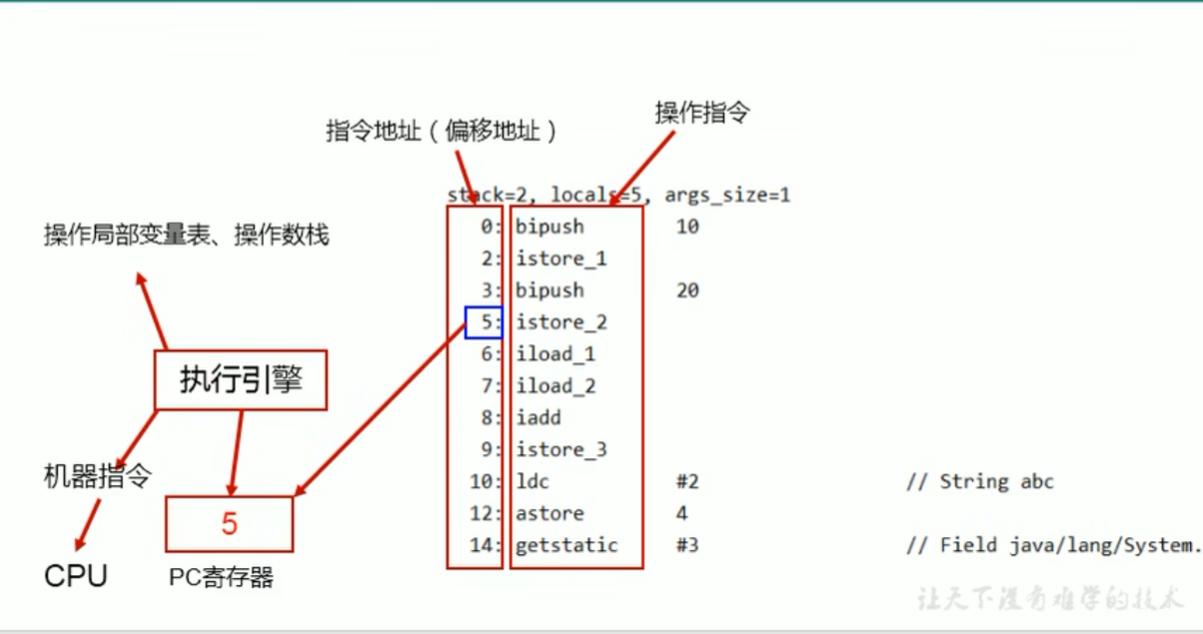 指令地址（偏移地址）
操作指令
stack=2, locals=5, args_size=1
0: bipush 10
2: istore_1
3: bipush 20
5: istore_2
6: iload_1
7: iload_2
8: iadd
9: istore_3
10: ldc #2 // String abc
12: astore 4
14: getstatic #3 // Field java/lang/System.
操作局部变量表、操作数栈
执行引擎
机器指令
5
CPU
PC寄存器
让天下没有难学的技术